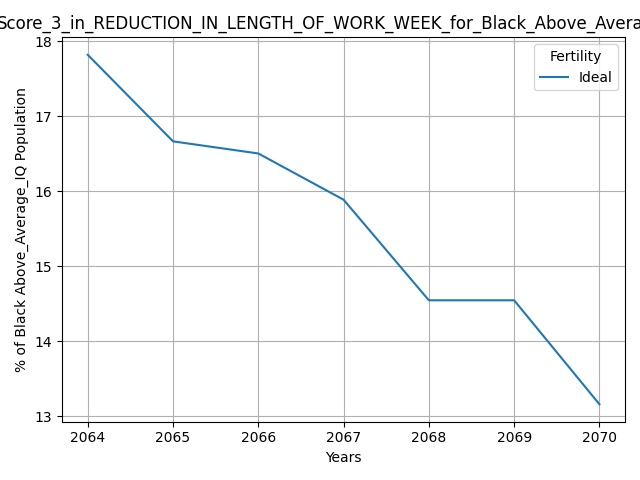 Score_3_in_REDUCTION_IN_LENGTH_OF_WORK_WEEK_for_Black_Above_Avera
18
17
16
15
14
13
% of Black Above_Average_IQ Population
Fertility
Ideal
2064 2065 2066 2067 2068 2069 2070
Years